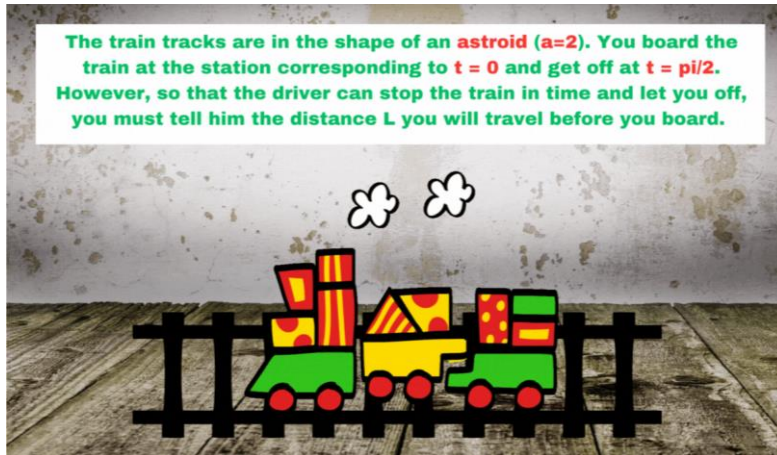 The train tracks are in the shape of an astroid (a=2). You board the
train at the station corresponding to t = 0 and get off at t = pi/2.
However, so that the driver can stop the train in time and let you off,
you must tell him the distance L you will travel before you board.